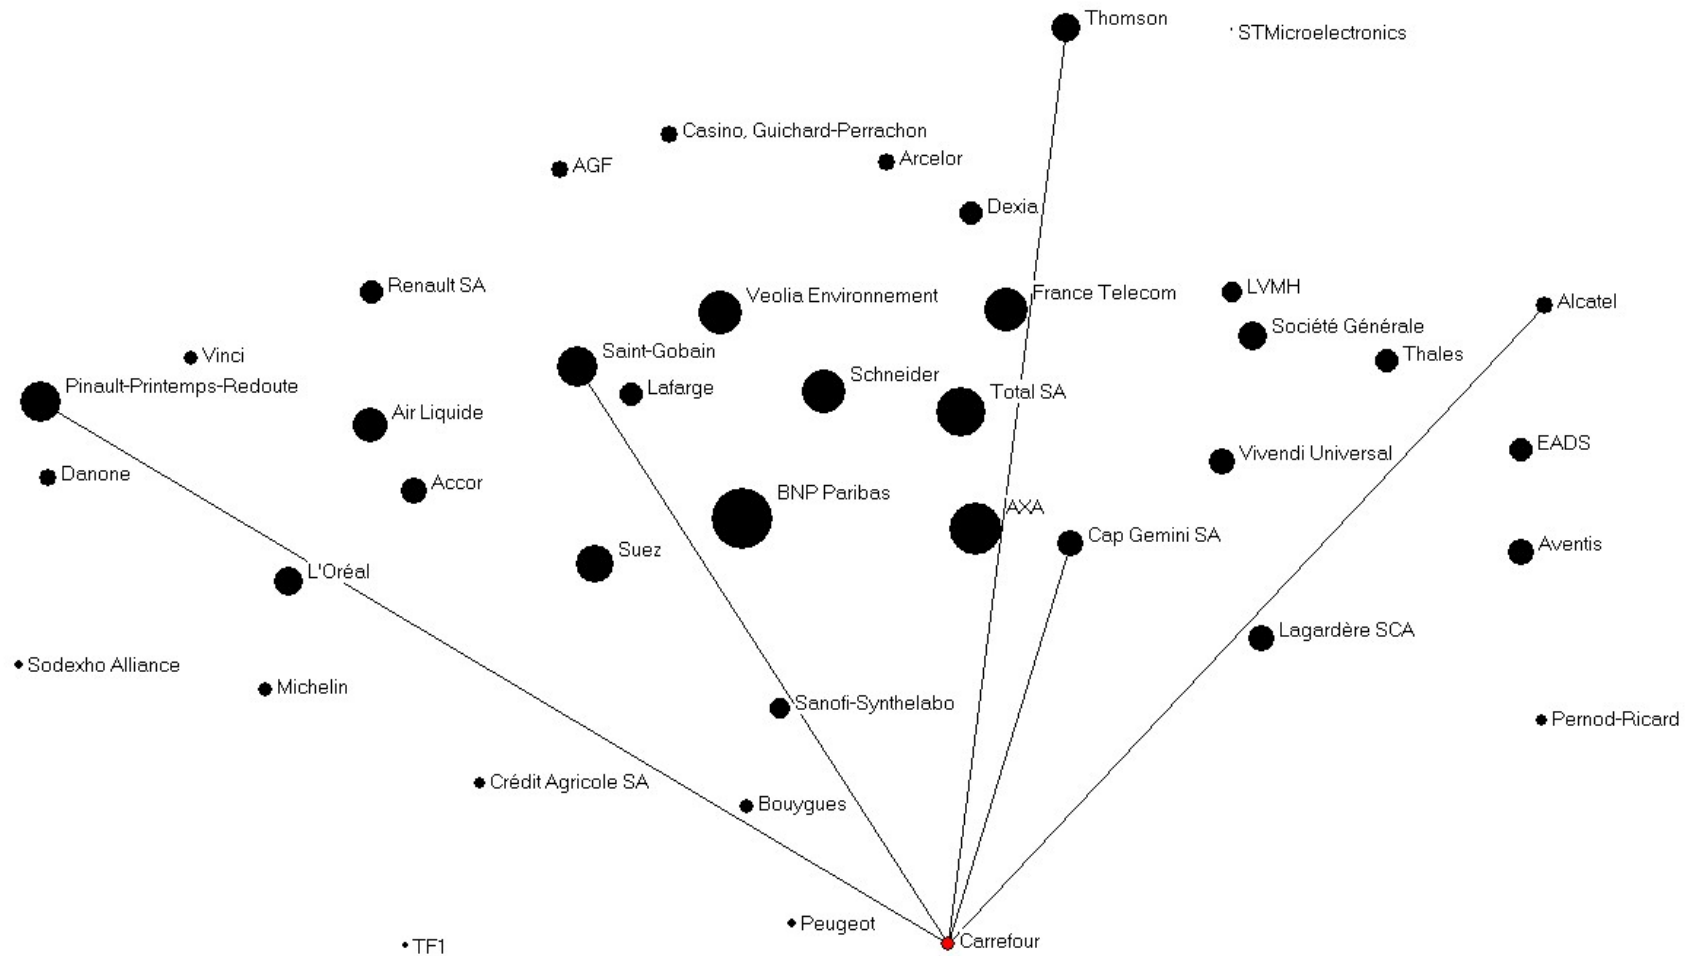 Thomson
STMicroelectronics
Casino, Guichard-Perrachon
Arcelor
AGF
Dexia
Renault SA
Veolia Environnement
France Telecom
LVMH
Alcatel
Société Générale
Vinci
Saint-Gobain
Thales
Pinault-Printemps-Redoute
Lafarge
Schneider
Total SA
Air Liquide
EADS
Vivendi Universal
Danone
Accor
BNP Paribas
AXA
Cap Gemini SA
Aventis
Suez
L'Oréal
Lagardère SCA
Sodexho Alliance
Michelin
Sanofi-Synthelabo
Pernod-Ricard
Crédit Agricole SA
Bouygues
Peugeot
Carrefour
TF1